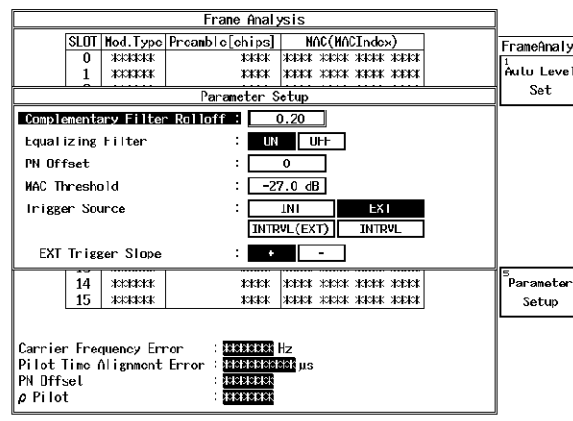 Frame Analysis
SLOT Mod.Type Preamble[chips] MAC(MACIndex)
0 ****** **** **** **** **** ****
1 ****** **** **** **** **** ****
Parameter Setup
Complementary Filter Rolloff : 0.20
Equalizing Filter : ON OFF
PN Offset : 0
MAC Threshold : -27.0 dB
Trigger Source : INT EXT
INTRVL(EXT) INTRVL
EXT Trigger Slope : + -
14 ****** **** **** **** **** ****
15 ****** **** **** **** **** ****
Carrier Frequency Error : ******* Hz
Pilot Time Alignment Error : ********** µs
PN Offset : *******
ρ Pilot : *******
FrameAnaly
1
Auto Level
Set
5
Parameter
Setup